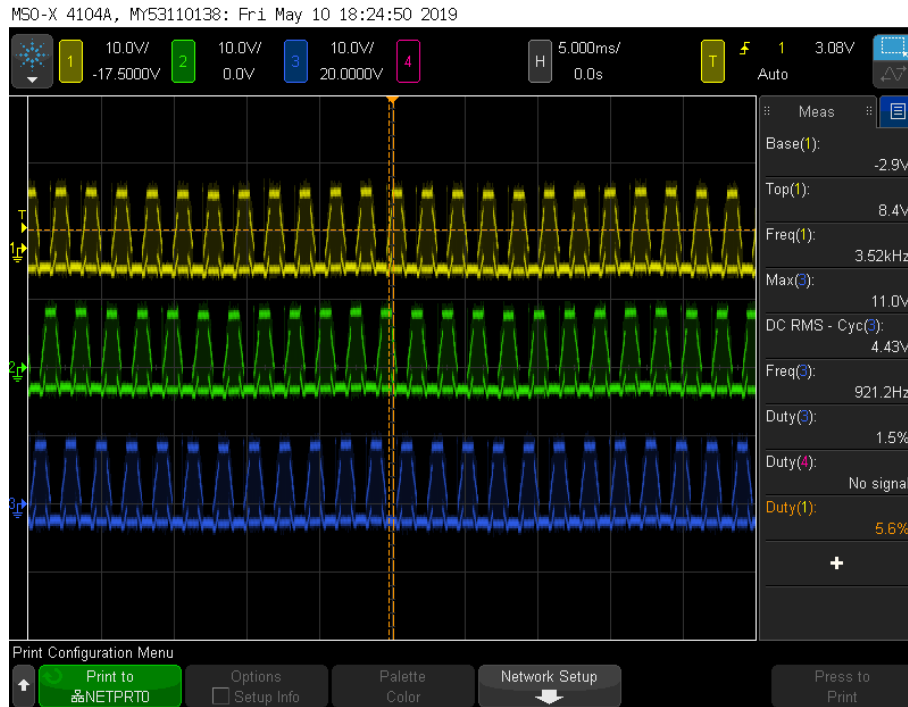 MSO-X 4104A, MY53110138: Fri May 10 18:24:50 2019
1 10.0V/ 2 10.0V/ 3 10.0V/ 4 H 5.000ms/ T 1 3.08V
-17.5000V 0.0V 20.0000V 0.0s Auto
Meas
Base(1):
-2.9V
Top(1):
8.4V
Freq(1):
3.52kHz
Max(3):
11.0V
DC RMS - Cyc(3):
4.43V
Freq(3):
921.2Hz
Duty(3):
1.5%
Duty(4):
No signal
Duty(1):
5.6%
+
T
1
2
3
Print Configuration Menu
Print to Options Palette Network Setup Press to
NETPRT0 Setup Info Color Print